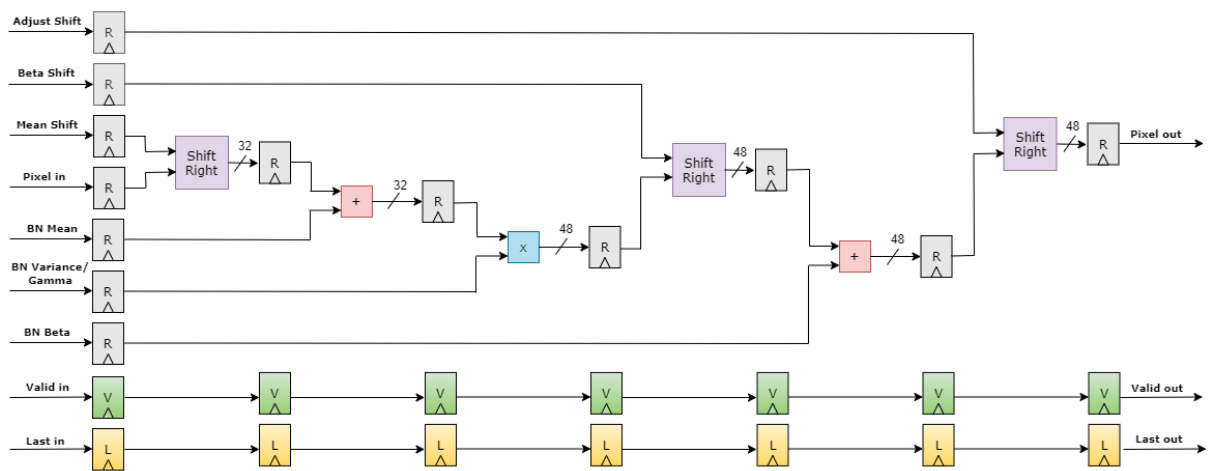 Adjust Shift
R
Beta Shift
R
Mean Shift
R
Shift
Right
32
R
Pixel in
R
+
32
R
BN Mean
R
x
48
R
BN Variance/
Gamma
R
Shift
Right
48
R
+
48
R
Shift
Right
48
R
Pixel out
BN Beta
R
Valid in
V
V
V
V
V
V
V
Valid out
Last in
L
L
L
L
L
L
L
Last out